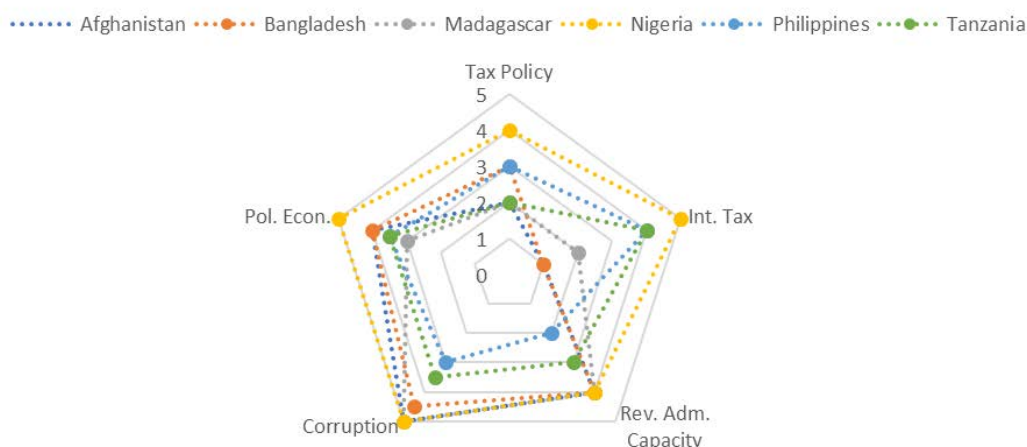 Afghanistan Bangladesh Madagascar Nigeria Philippines Tanzania
Tax Policy
5
4
3
2
1
0
Pol. Econ.
Int. Tax
Corruption
Rev. Adm.
Capacity